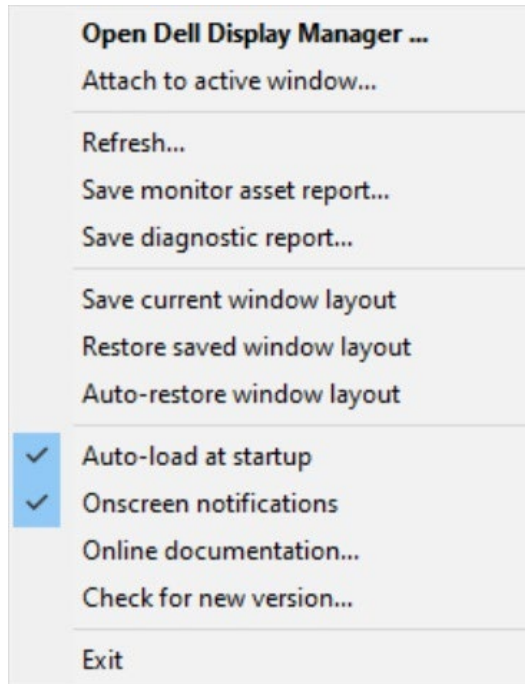 Open Dell Display Manager ...
Attach to active window...
Refresh...
Save monitor asset report...
Save diagnostic report...
Save current window layout
Restore saved window layout
Auto-restore window layout
Auto-load at startup
Onscreen notifications
Online documentation...
Check for new version...
Exit